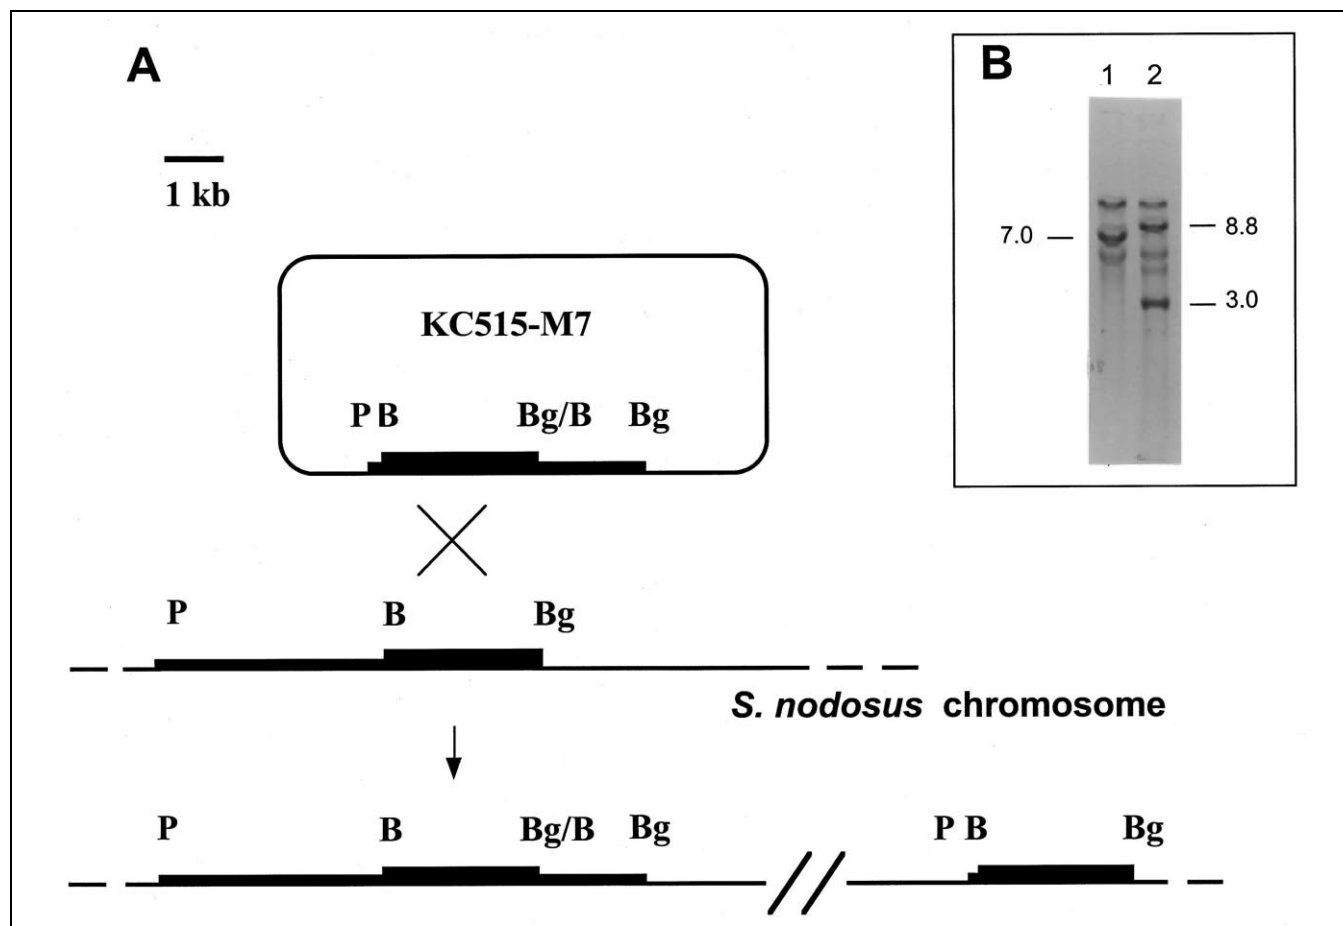 A
1 kb
KC515-M7
P B Bg/B Bg
P B Bg
S. nodosus chromosome
P B Bg/B Bg P B Bg
B
1 2
7.0 8.8
3.0